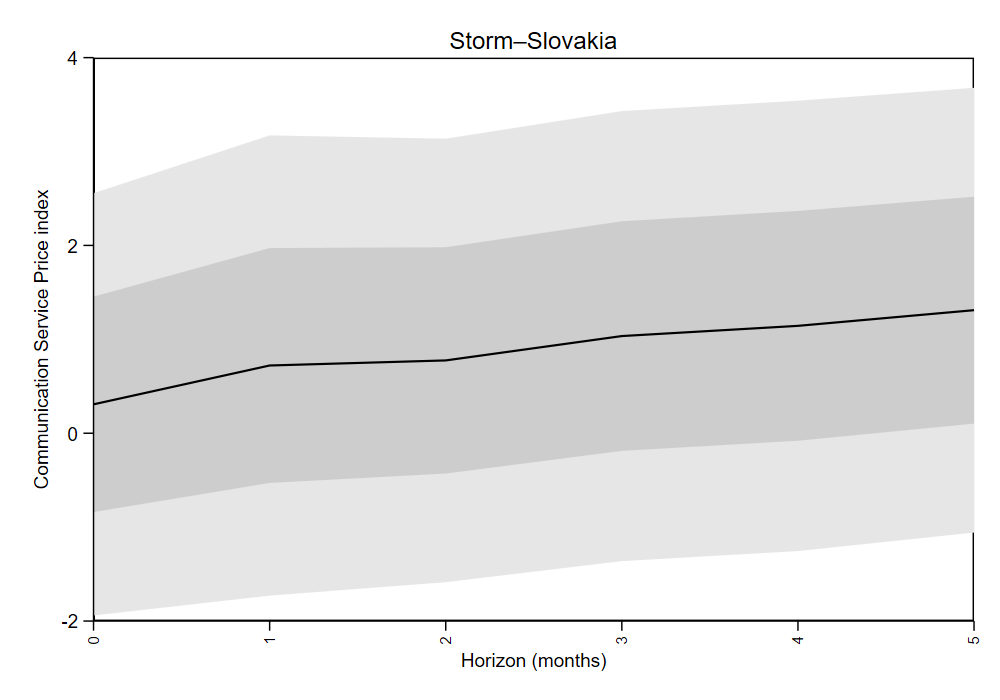 Storm–Slovakia
4
2
0
-2
Communication Service Price index
0 1 2 3 4 5
Horizon (months)